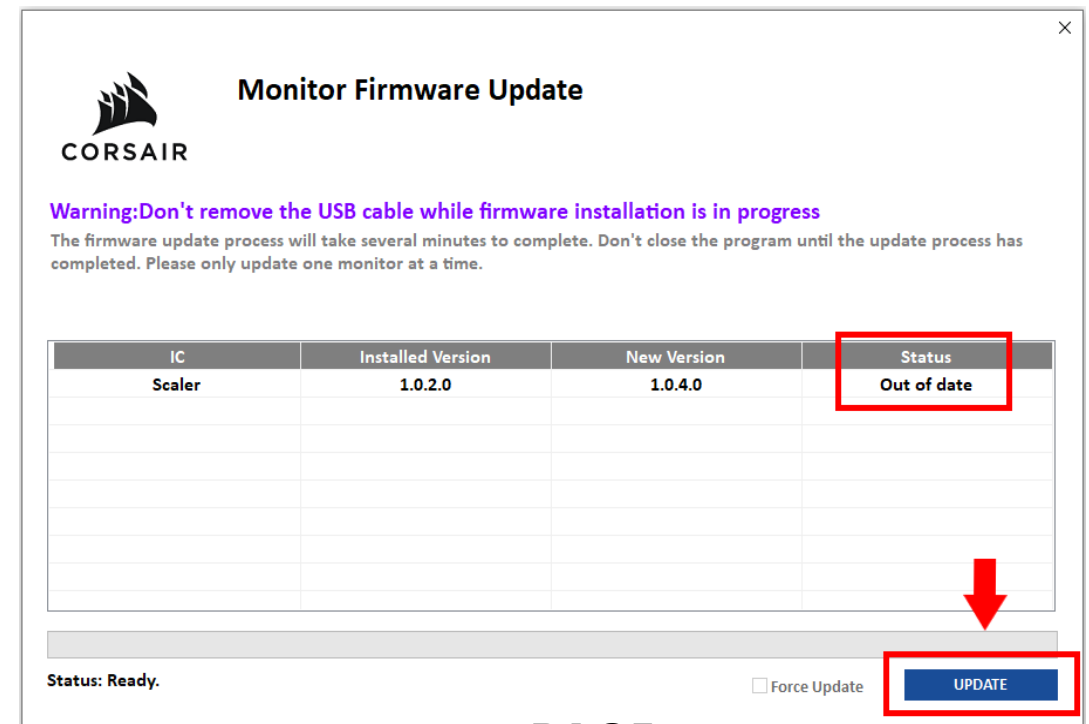 Monitor Firmware Update
CORSAIR
Warning:Don't remove the USB cable while firmware installation is in progress
The firmware update process will take several minutes to complete. Don't close the program until the update process has
completed. Please only update one monitor at a time.
IC Installed Version New Version Status
Scaler 1.0.2.0 1.0.4.0 Out of date
Status: Ready.
Force Update
UPDATE